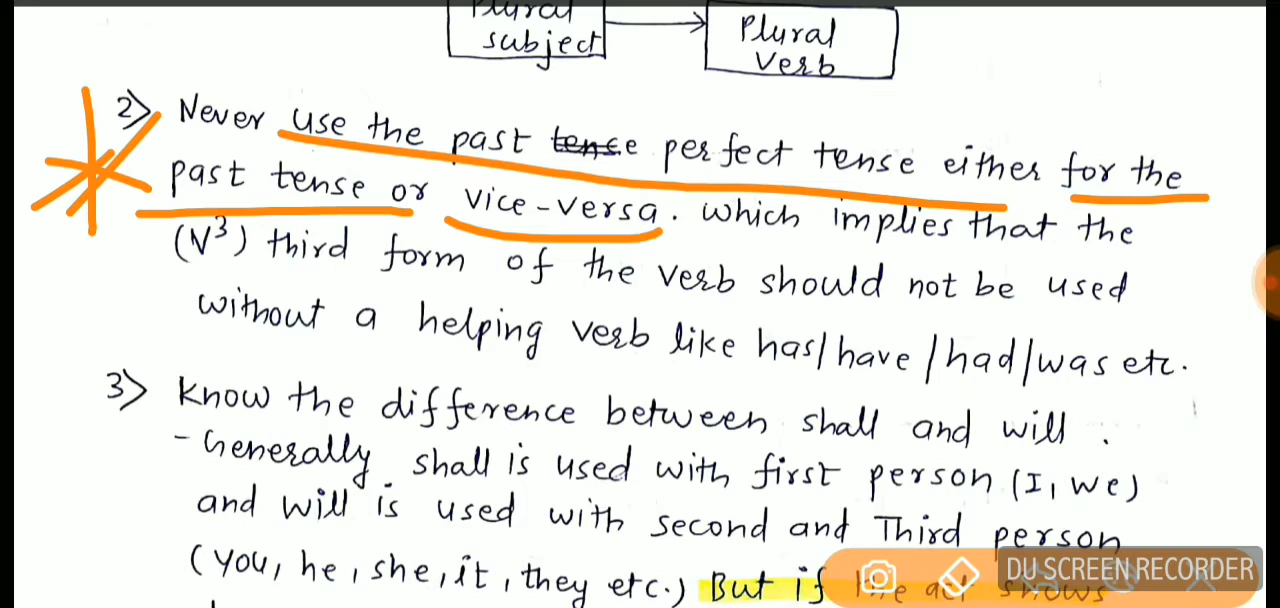 Plural
subject
Plural
Verb
2> Never use the past tense perfect tense either for the
past tense or vice-versa. which implies that the
(V³) third form of the verb should not be used
without a helping verb like has/have/had/was etc.
3> Know the difference between shall and will.
- Generally shall is used with first person (I, we)
and will is used with second and Third person
(you, he, she, it, they etc.) But if the act shows
DU SCREEN RECORDER